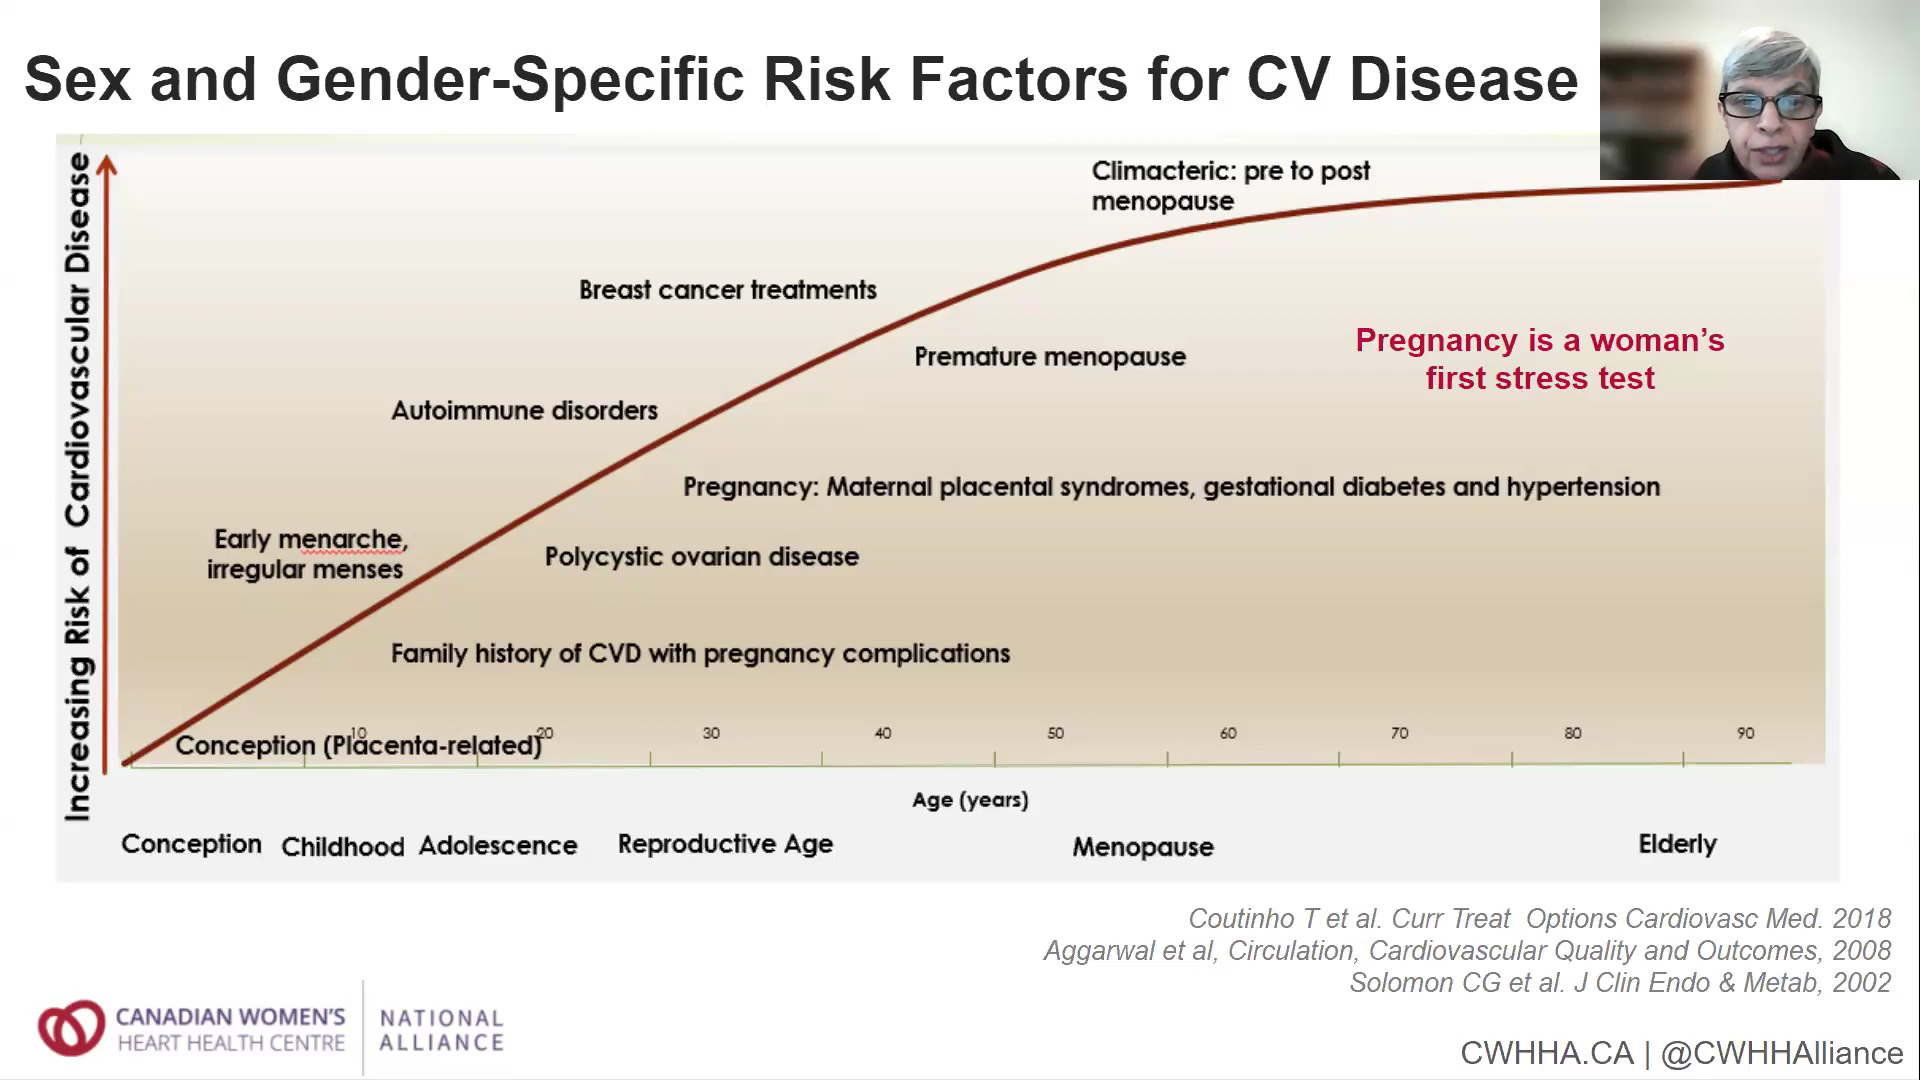 Sex and Gender-Specific Risk Factors for CV Disease
Increasing Risk of Cardiovascular Disease
Climacteric: pre to post
menopause
Breast cancer treatments
Premature menopause
Pregnancy is a woman's
first stress test
Autoimmune disorders
Pregnancy: Maternal placental syndromes, gestational diabetes and hypertension
Early menarche,
irregular menses
Polycystic ovarian disease
Family history of CVD with pregnancy complications
10 20 30 40 50 60 70 80 90
Conception (Placenta-related)
Age (years)
Conception Childhood Adolescence Reproductive Age Menopause Elderly
Coutinho T et al. Curr Treat Options Cardiovasc Med. 2018
Aggarwal et al, Circulation, Cardiovascular Quality and Outcomes, 2008
Solomon CG et al. J Clin Endo & Metab, 2002
CANADIAN WOMEN'S
HEART HEALTH CENTRE
NATIONAL
ALLIANCE
CWHHA.CA | @CWHHAlliance